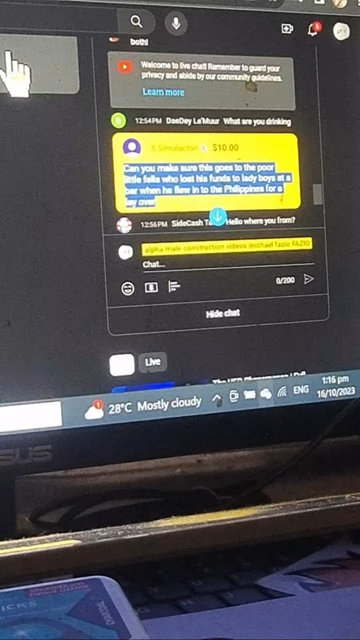 both!
Welcome to live chat! Remember to guard your
privacy and abide by our community guidelines.
Learn more
12:54PM DaeDey La'Muur What are you drinking
S Simulacron $10.00
Can you make sure this goes to the poor
little fella who lost his funds to lady boys at a
bar when he flew in to the Philippines for a
lay over
12:56PM SideCash Hello where you from?
alpha male construction videos michael fazio FAZIO
Chat...
0/200
Hide chat
Live
28°C Mostly cloudy
ENG
1:16 pm
16/10/2023
ASUS